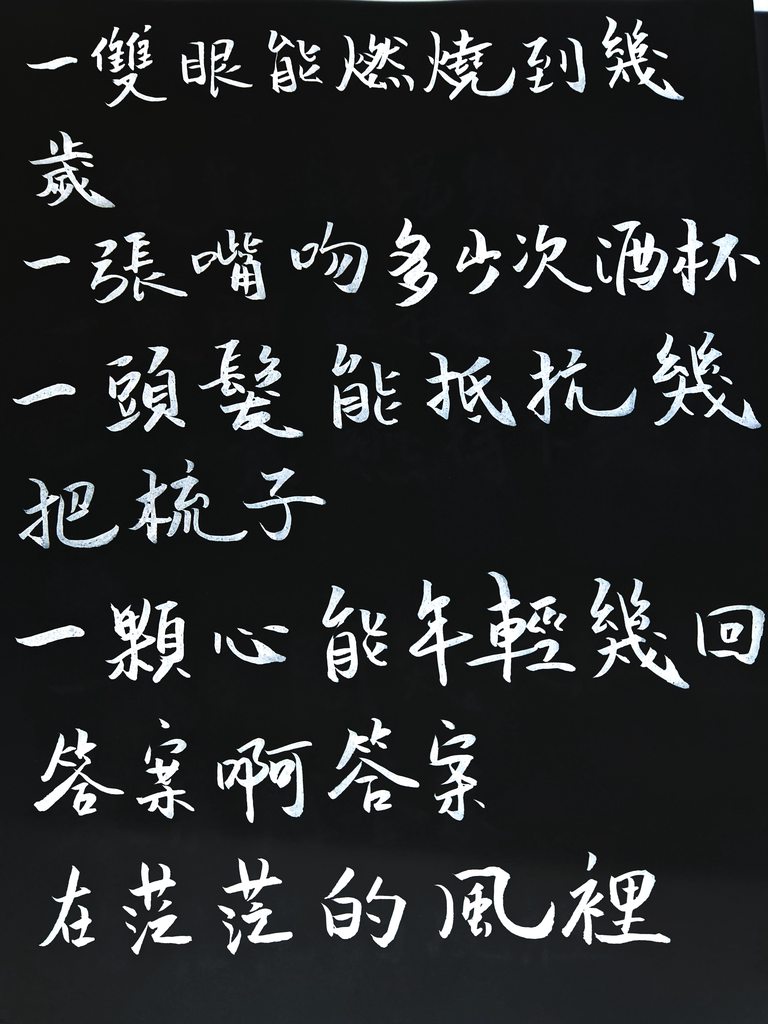 一雙眼能燃燒到幾
歲
一張嘴吻多少次酒杯
一頭髮能抵抗幾
把梳子
一顆心能年輕幾回
答案啊答案
在茫茫的風裡